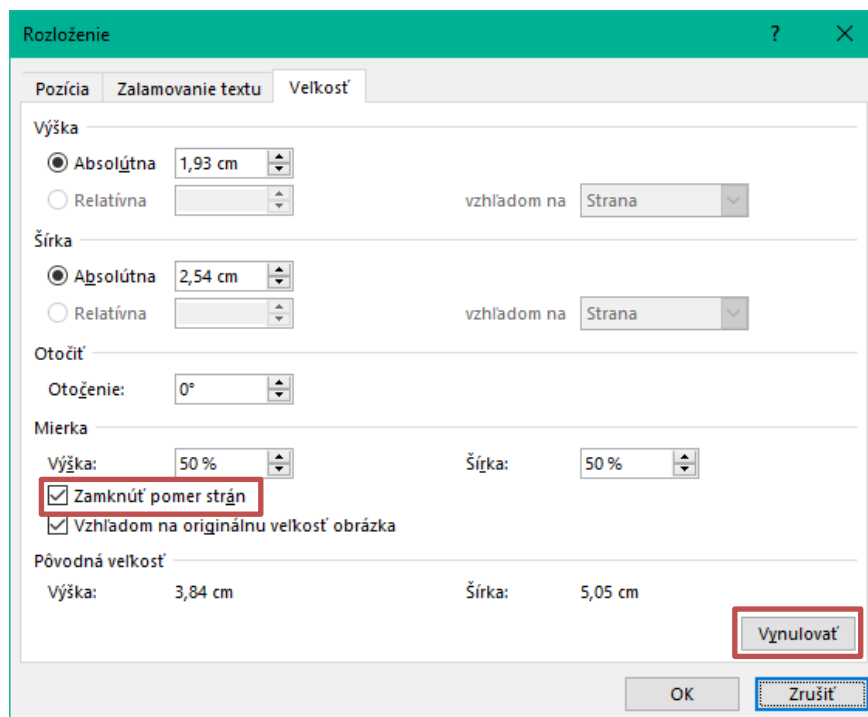 Rozloženie ?
Pozícia Zalamovanie textu Veľkosť
Výška
Absolútna 1,93 cm
Relatívna vzhľadom na Strana
Šírka
Absolútna 2,54 cm
Relatívna vzhľadom na Strana
Otočiť
Otočenie: 0°
Mierka
Výška: 50 % Šírka: 50 %
Zamknúť pomer strán
Vzhľadom na originálnu veľkosť obrázka
Pôvodná veľkosť
Výška: 3,84 cm Šírka: 5,05 cm
Vynulovať
OK Zrušiť